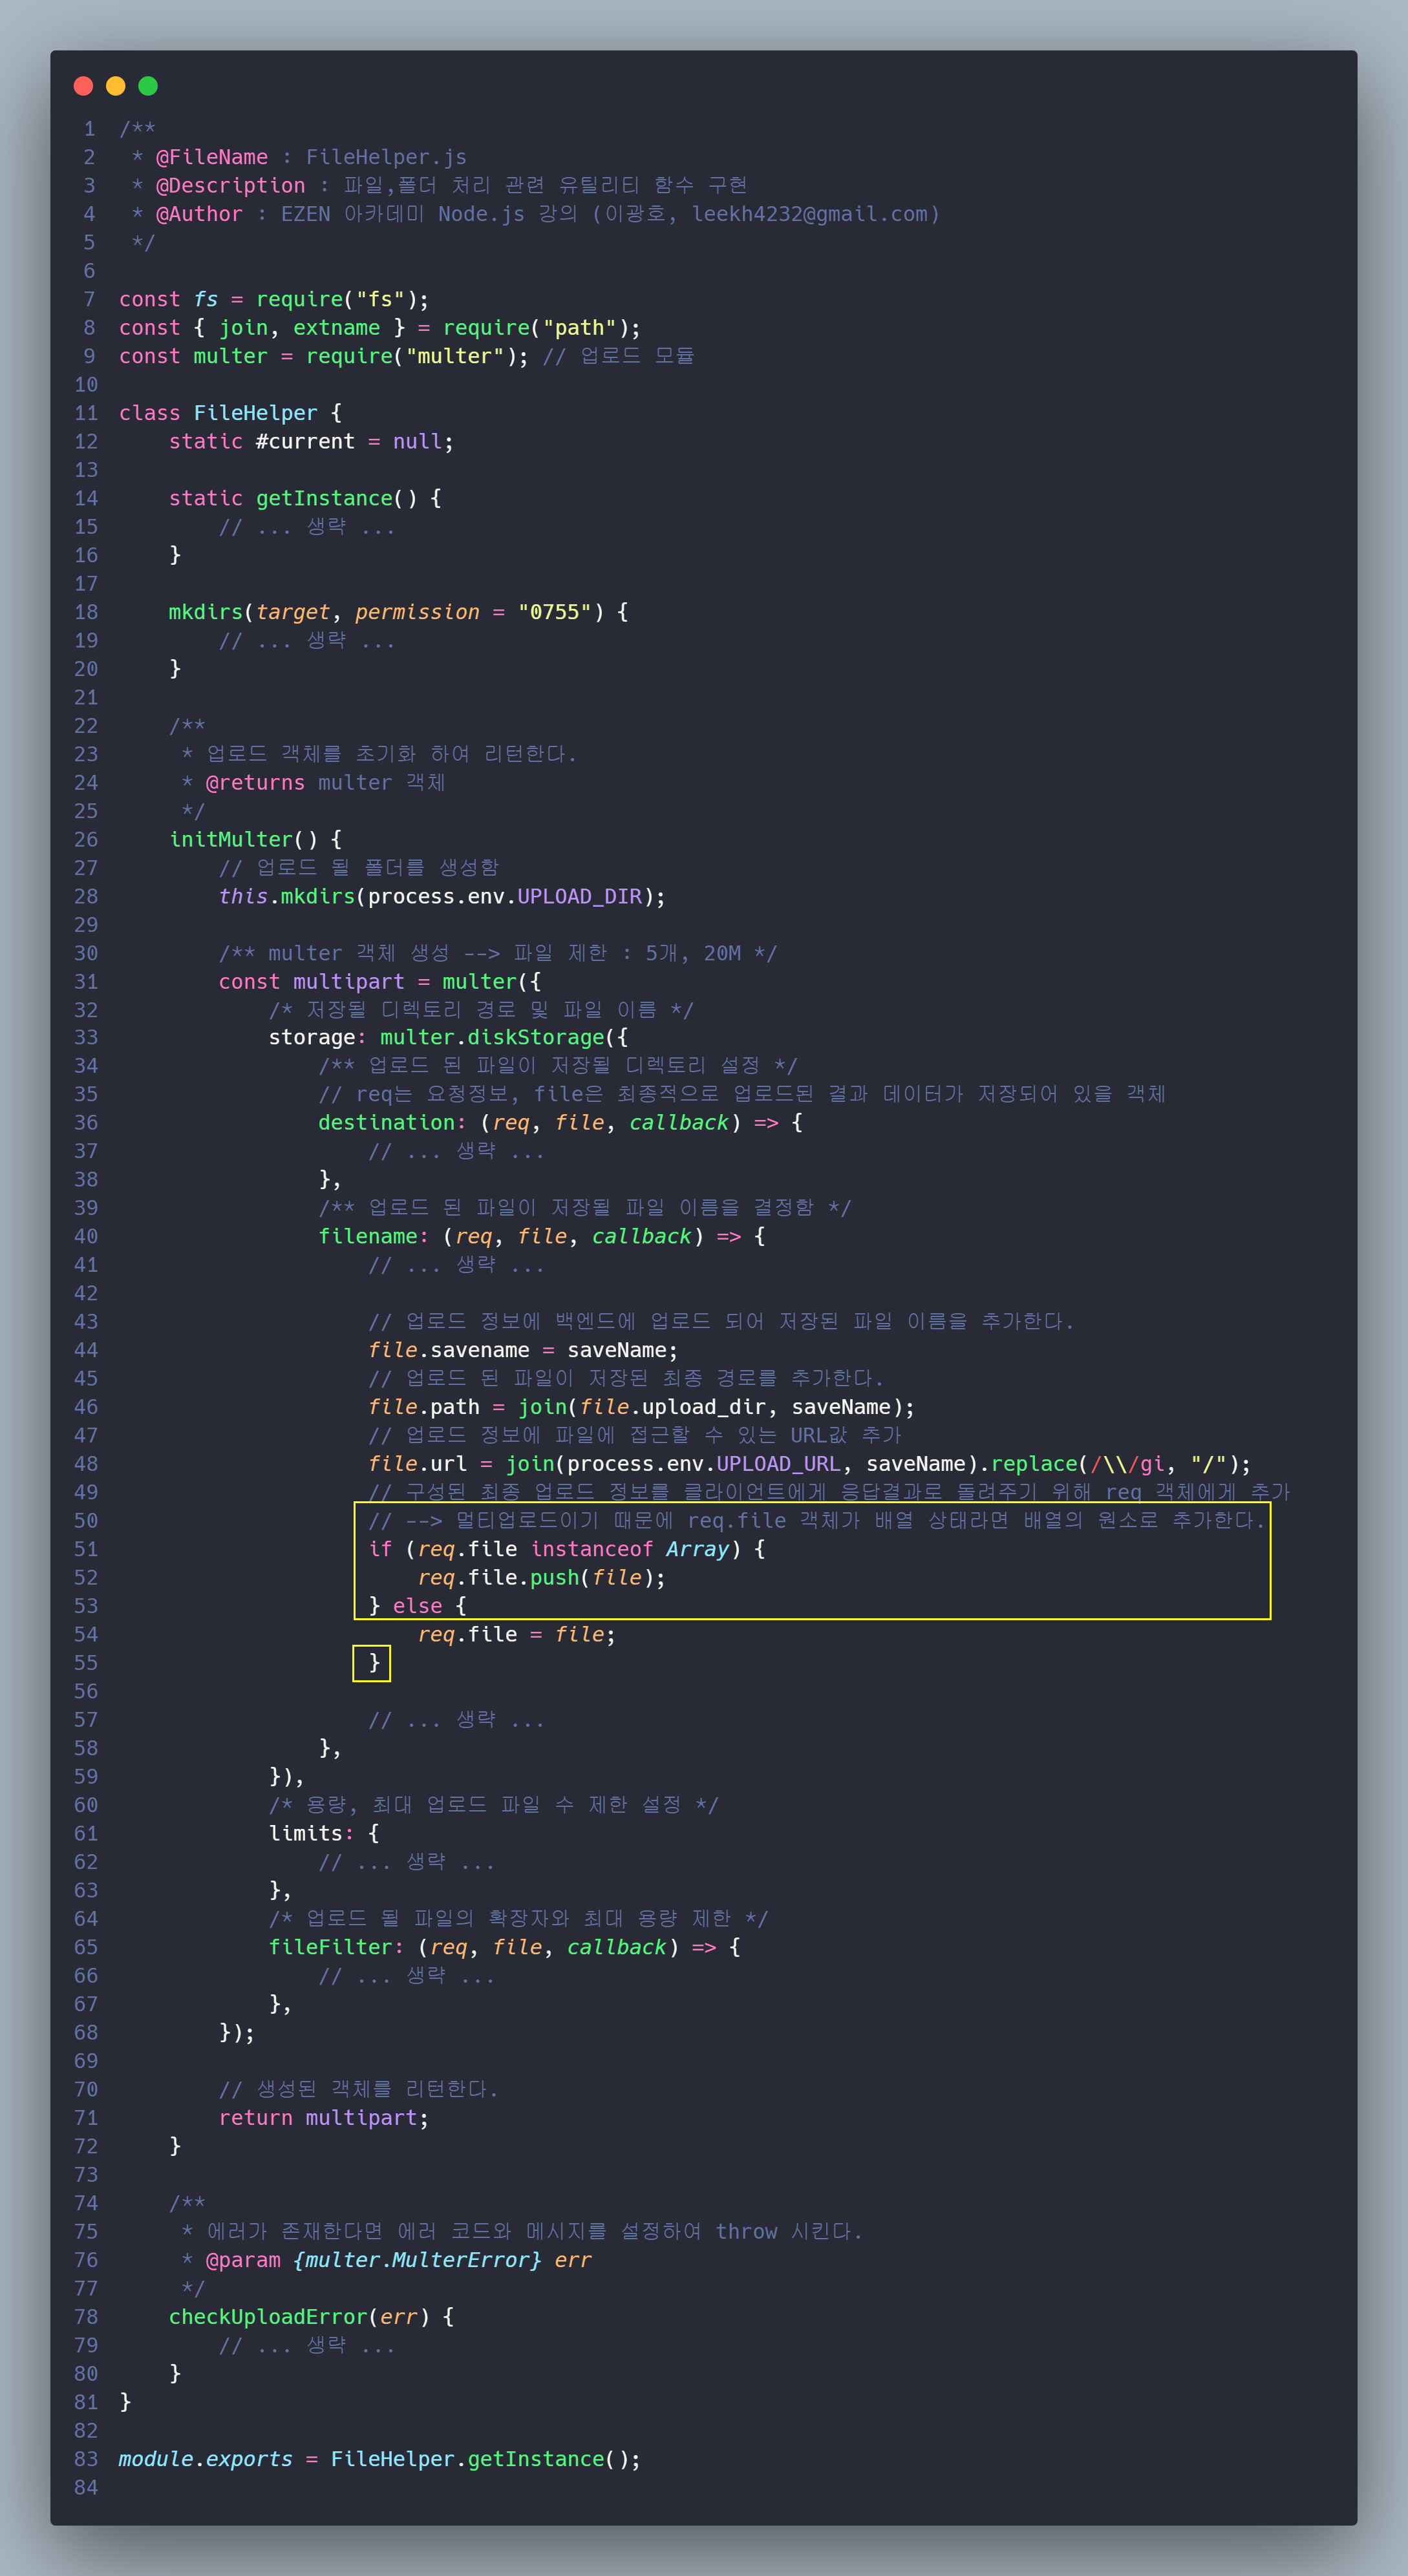 1 /**
2  * @FileName : FileHelper.js
3  * @Description : 파일,폴더 처리 관련 유틸리티 함수 구현
4  * @Author : EZEN 아카데미 Node.js 강의 (이광호, leekh4232@gmail.com)
5  */
6
7 const fs = require("fs");
8 const { join, extname } = require("path");
9 const multer = require("multer"); // 업로드 모듈
10
11 class FileHelper {
12     static #current = null;
13
14     static getInstance() {
15         // ... 생략 ...
16     }
17
18     mkdirs(target, permission = "0755") {
19         // ... 생략 ...
20     }
21
22     /**
23      * 업로드 객체를 초기화 하여 리턴한다.
24      * @returns multer 객체
25      */
26     initMulter() {
27         // 업로드 될 폴더를 생성함
28         this.mkdirs(process.env.UPLOAD_DIR);
29
30         /** multer 객체 생성 --> 파일 제한 : 5개, 20M */
31         const multipart = multer({
32             /* 저장될 디렉토리 경로 및 파일 이름 */
33             storage: multer.diskStorage({
34                 /** 업로드 된 파일이 저장될 디렉토리 설정 */
35                 // req는 요청정보, file은 최종적으로 업로드된 결과 데이터가 저장되어 있을 객체
36                 destination: (req, file, callback) => {
37                     // ... 생략 ...
38                 },
39                 /** 업로드 된 파일이 저장될 파일 이름을 결정함 */
40                 filename: (req, file, callback) => {
41                     // ... 생략 ...
42
43                     // 업로드 정보에 백엔드에 업로드 되어 저장된 파일 이름을 추가한다.
44                     file.savename = saveName;
45                     // 업로드 된 파일이 저장된 최종 경로를 추가한다.
46                     file.path = join(file.upload_dir, saveName);
47                     // 업로드 정보에 파일에 접근할 수 있는 URL값 추가
48                     file.url = join(process.env.UPLOAD_URL, saveName).replace(/\\/gi, "/");
49                     // 구성된 최종 업로드 정보를 클라이언트에게 응답결과로 돌려주기 위해 req 객체에게 추가
50                     // --> 멀티업로드이기 때문에 req.file 객체가 배열 상태라면 배열의 원소로 추가한다.
51                     if (req.file instanceof Array) {
52                         req.file.push(file);
53                     } else {
54                         req.file = file;
55                     }
56
57                     // ... 생략 ...
58                 },
59             }),
60             /* 용량, 최대 업로드 파일 수 제한 설정 */
61             limits: {
62                 // ... 생략 ...
63             },
64             /* 업로드 될 파일의 확장자와 최대 용량 제한 */
65             fileFilter: (req, file, callback) => {
66                 // ... 생략 ...
67             },
68         });
69
70         // 생성된 객체를 리턴한다.
71         return multipart;
72     }
73
74     /**
75      * 에러가 존재한다면 에러 코드와 메시지를 설정하여 throw 시킨다.
76      * @param {multer.MulterError} err
77      */
78     checkUploadError(err) {
79         // ... 생략 ...
80     }
81 }
82
83 module.exports = FileHelper.getInstance();
84